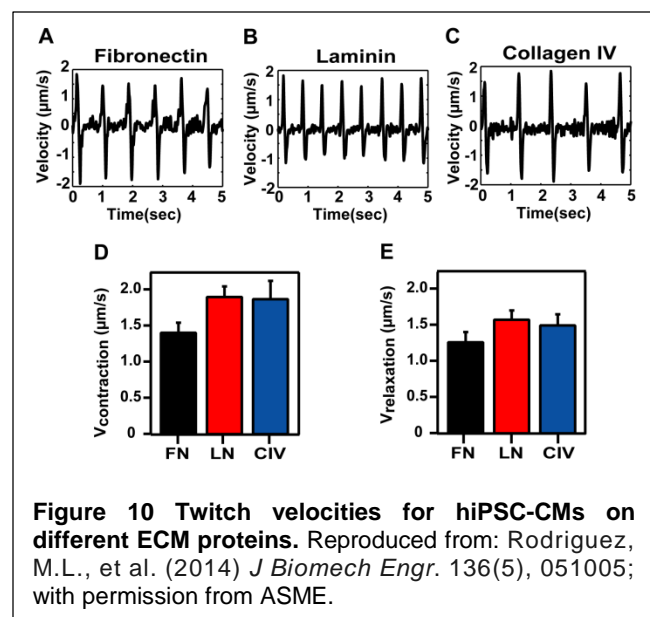 A Fibronectin B Laminin C Collagen IV
Velocity (µm/s) 2 1 0 -1 -2
0 1 2 3 4 5
Time(sec)
Velocity (µm/s) 2 1 0 -1 -2
0 1 2 3 4 5
Time(sec)
Velocity (µm/s) 2 1 0 -1 -2
0 1 2 3 4 5
Time(sec)
D
Vcontraction (µm/s)
2.0
1.5
1.0
0.5
0
FN LN CIV
E
Vrelaxation (µm/s)
2.0
1.5
1.0
0.5
0
FN LN CIV
Figure 10 Twitch velocities for hiPSC-CMs on
different ECM proteins. Reproduced from: Rodriguez,
M.L., et al. (2014) J Biomech Engr. 136(5), 051005;
with permission from ASME.